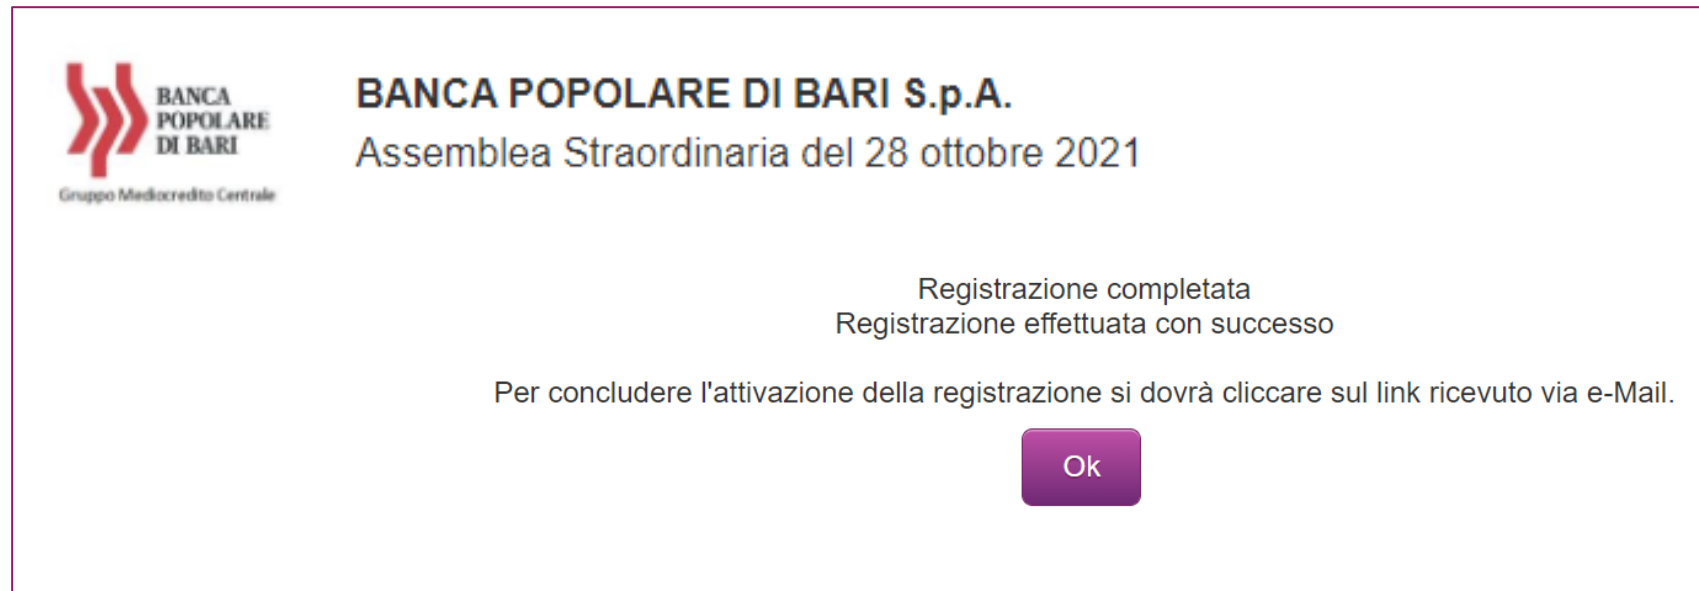 BANCA
POPOLARE
DI BARI
Gruppo Mediocredito Centrale
BANCA POPOLARE DI BARI S.p.A.
Assemblea Straordinaria del 28 ottobre 2021
Registrazione completata
Registrazione effettuata con successo
Per concludere l'attivazione della registrazione si dovrà cliccare sul link ricevuto via e-Mail.
Ok